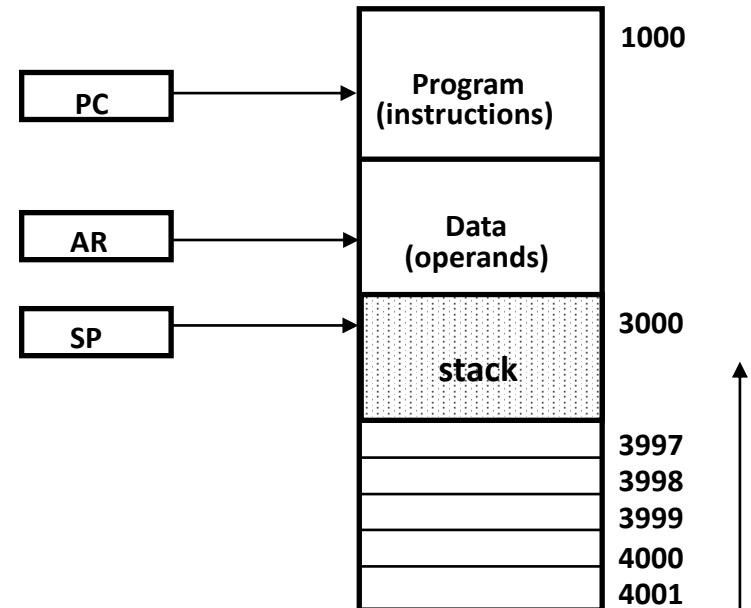 1000
PC
Program
(instructions)
AR
Data
(operands)
SP
3000
stack
3997
3998
3999
4000
4001